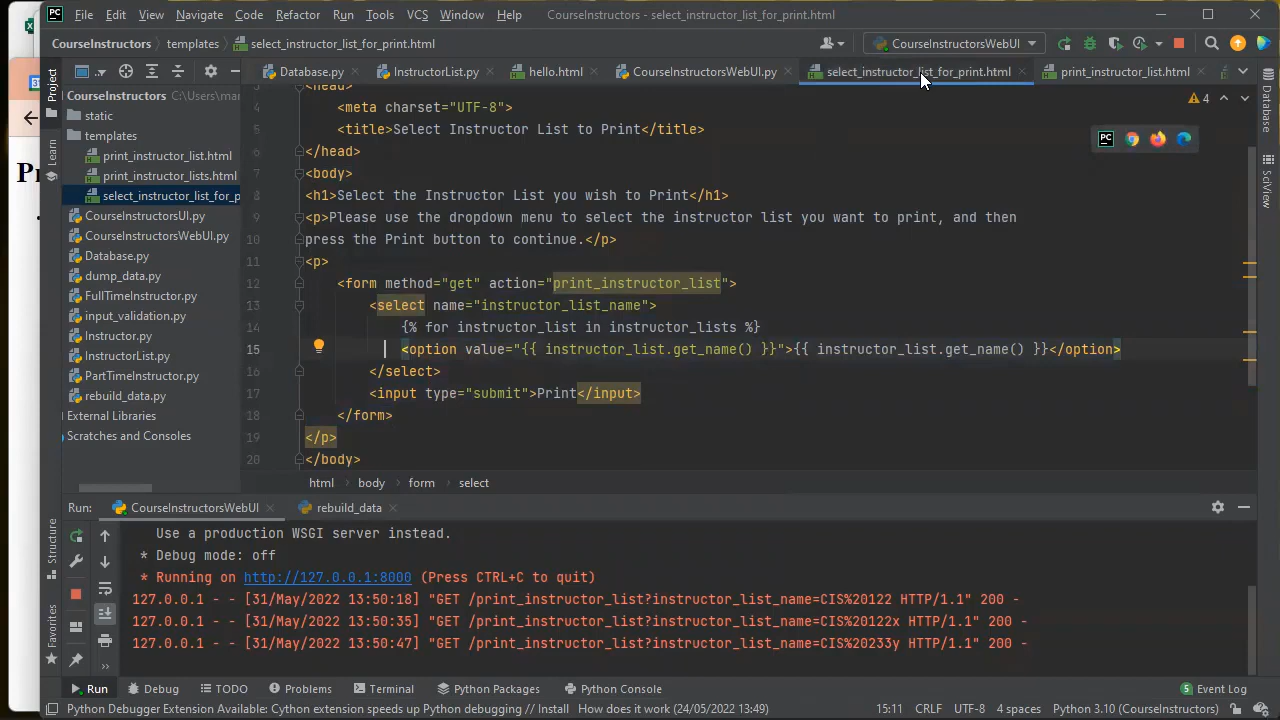 File Edit View Navigate Code Refactor Run Tools VCS Window Help CourseInstructors - select_instructor_list_for_print.html
CourseInstructors templates select_instructor_list_for_print.html CourseInstructorsWebUI
Project
Database.py InstructorList.py hello.html CourseInstructorsWebUI.py select_instructor_list_for_print.html print_instructor_list.html
CourseInstructors
static
templates
print_instructor_list.html
print_instructor_lists.html
select_instructor_list_for_p
CourseInstructorsUI.py
CourseInstructorsWebUI.py
Database.py
dump_data.py
FullTimeInstructor.py
input_validation.py
Instructor.py
InstructorList.py
PartTimeInstructor.py
rebuild_data.py
External Libraries
Scratches and Consoles
Learn
Structure
Favorites
Database
SciView
4
3 <head>
4 <meta charset="UTF-8">
5 <title>Select Instructor List to Print</title>
6 </head>
7 <body>
8 <h1>Select the Instructor List you wish to Print</h1>
9 <p>Please use the dropdown menu to select the instructor list you want to print, and then
10 press the Print button to continue.</p>
11 <p>
12 <form method="get" action="print_instructor_list">
13 <select name="instructor_list_name">
14 {% for instructor_list in instructor_lists %}
15 <option value="{{ instructor_list.get_name() }}">{{ instructor_list.get_name() }}</option>
16 </select>
17 <input type="submit">Print</input>
18 </form>
19 </p>
20 </body>
html body form select
Run: CourseInstructorsWebUI rebuild_data
Use a production WSGI server instead.
* Debug mode: off
* Running on http://127.0.0.1:8000 (Press CTRL+C to quit)
127.0.0.1 - - [31/May/2022 13:50:18] "GET /print_instructor_list?instructor_list_name=CIS%20122 HTTP/1.1" 200 -
127.0.0.1 - - [31/May/2022 13:50:35] "GET /print_instructor_list?instructor_list_name=CIS%20122x HTTP/1.1" 200 -
127.0.0.1 - - [31/May/2022 13:50:47] "GET /print_instructor_list?instructor_list_name=CIS%20233y HTTP/1.1" 200 -
Run Debug TODO Problems Terminal Python Packages Python Console Event Log
Python Debugger Extension Available: Cython extension speeds up Python debugging // Install How does it work? (24/05/2022 13:49) 15:11 CRLF UTF-8 4 spaces Python 3.10 (CourseInstructors)